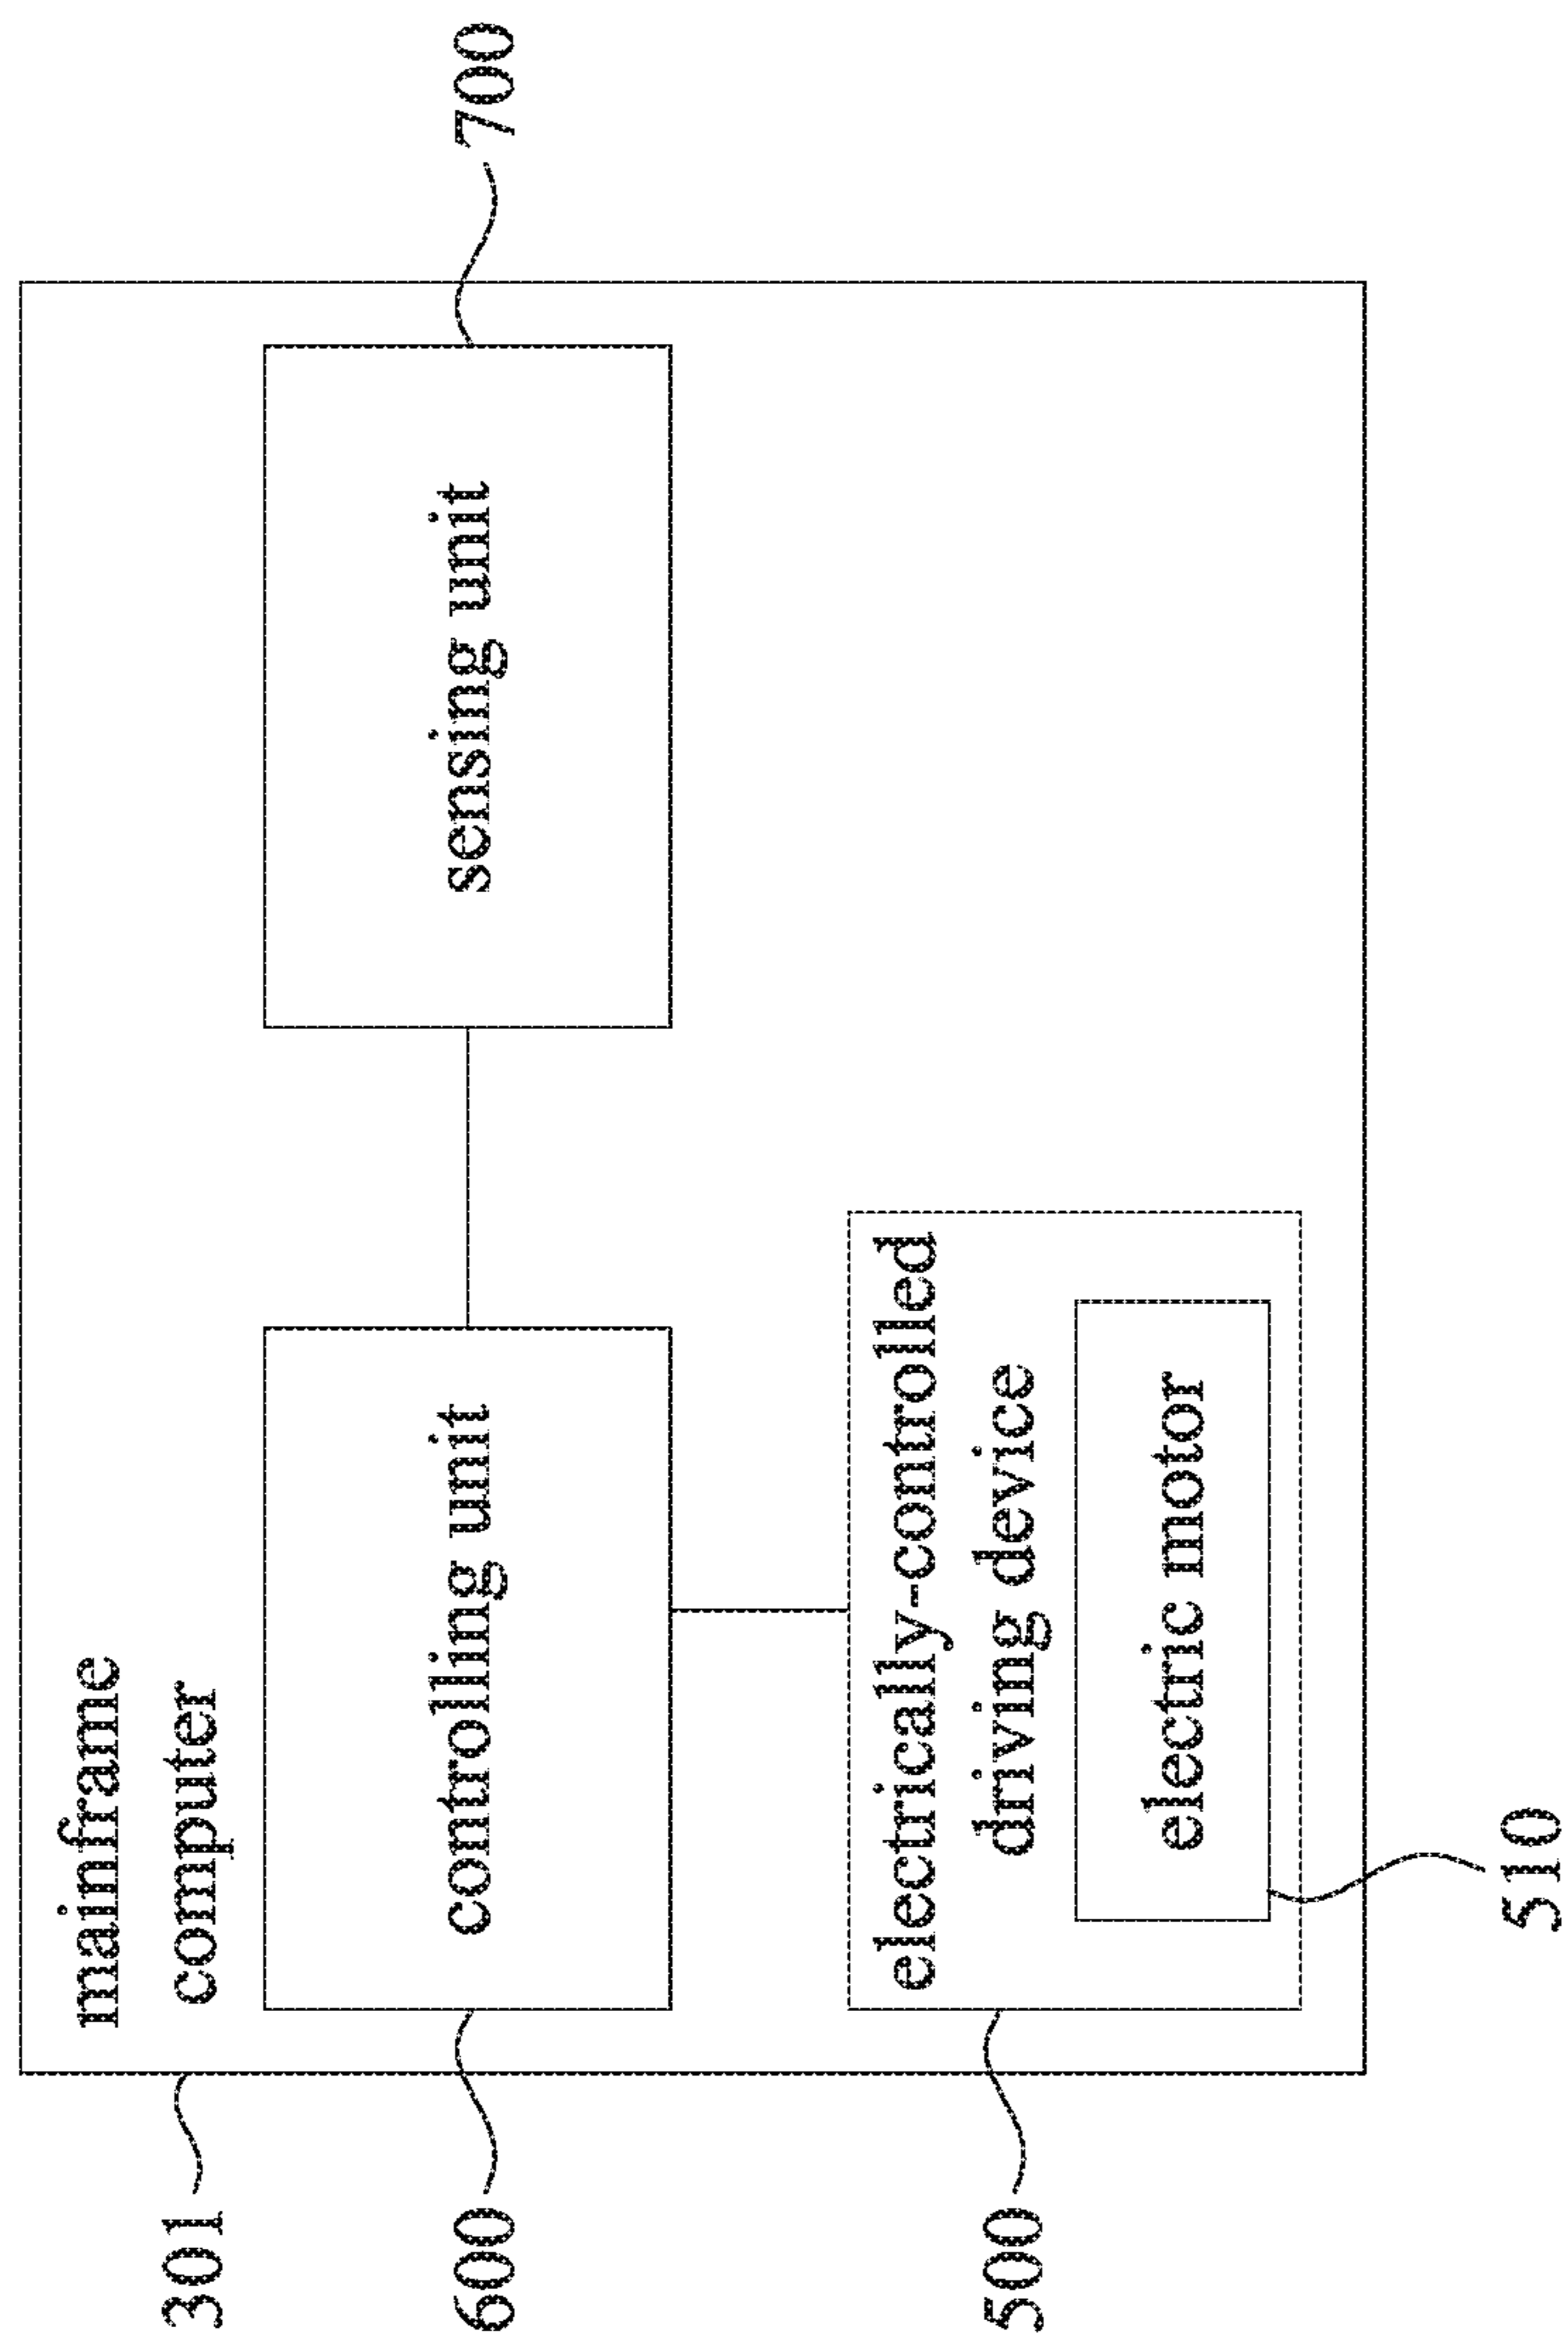 mainframe
computer
301
controlling unit
600
sensing unit
700
electrically-controlled
driving device
500
electric motor
510